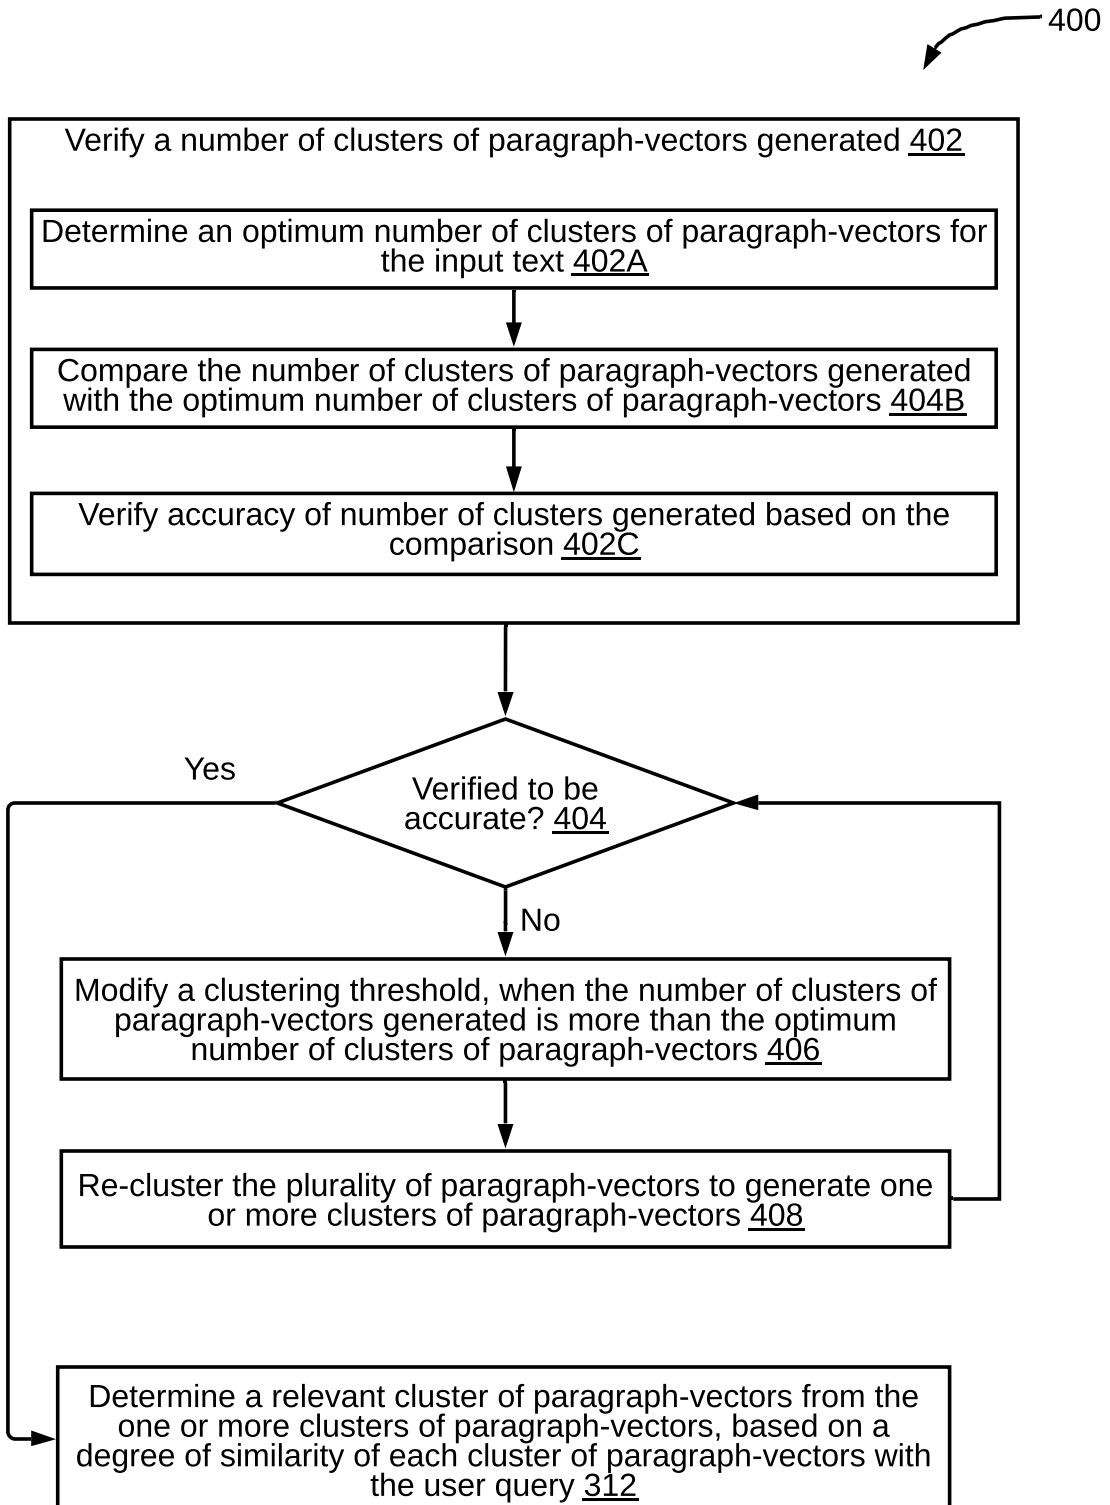 400
Verify a number of clusters of paragraph-vectors generated 402
Determine an optimum number of clusters of paragraph-vectors for
the input text 402A
Compare the number of clusters of paragraph-vectors generated
with the optimum number of clusters of paragraph-vectors 404B
Verify accuracy of number of clusters generated based on the
comparison 402C
Yes
Verified to be
accurate? 404
No
Modify a clustering threshold, when the number of clusters of
paragraph-vectors generated is more than the optimum
number of clusters of paragraph-vectors 406
Re-cluster the plurality of paragraph-vectors to generate one
or more clusters of paragraph-vectors 408
Determine a relevant cluster of paragraph-vectors from the
one or more clusters of paragraph-vectors, based on a
degree of similarity of each cluster of paragraph-vectors with
the user query 312